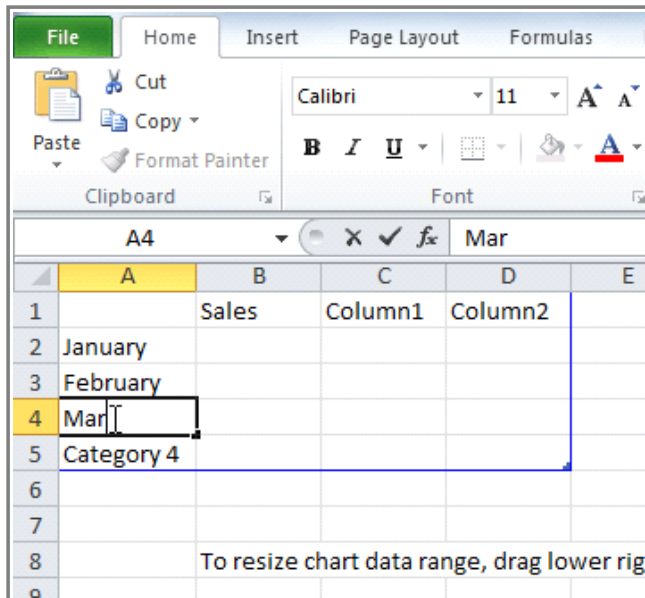 File Home Insert Page Layout Formulas
Cut
Calibri 11 A A
Copy
Paste
Format Painter
B I U A
Clipboard Font
A4 fx Mar
A B C D E
1 Sales Column1 Column2
2 January
3 February
4 Mar
5 Category 4
6
7
8 To resize chart data range, drag lower rig
9